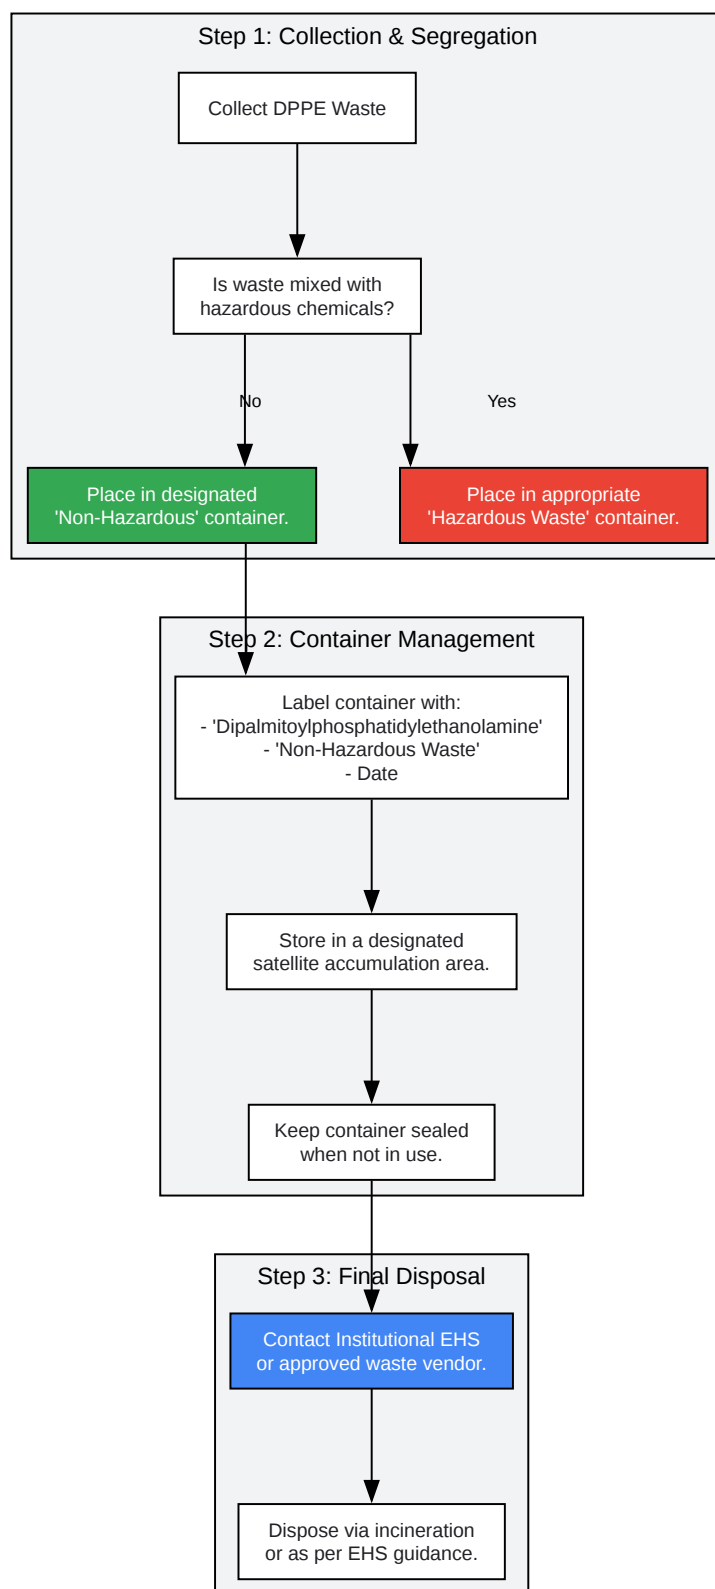 Step 1: Collection & Segregation
Collect DPPE Waste
Is waste mixed with
hazardous chemicals?
No
Yes
Place in designated
'Non-Hazardous' container.
Place in appropriate
'Hazardous Waste' container.
Step 2: Container Management
Label container with:
- 'Dipalmitoylphosphatidylethanolamine'
- 'Non-Hazardous Waste'
- Date
Store in a designated
satellite accumulation area.
Keep container sealed
when not in use.
Step 3: Final Disposal
Contact Institutional EHS
or approved waste vendor.
Dispose via incineration
or as per EHS guidance.